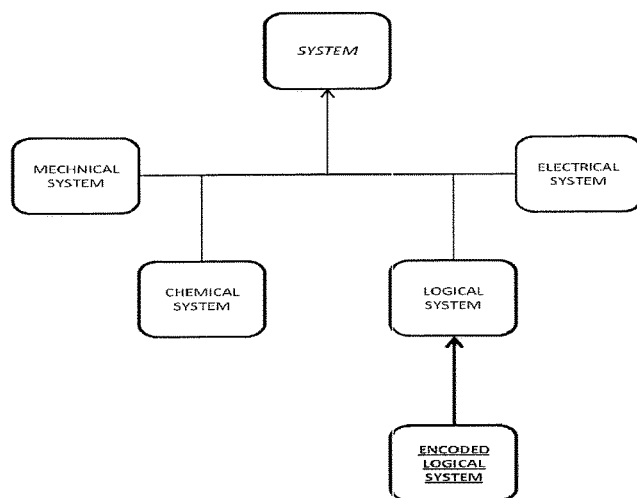 SYSTEM
MECHNICAL
SYSTEM
ELECTRICAL
SYSTEM
CHEMICAL
SYSTEM
LOGICAL
SYSTEM
ENCODED
LOGICAL
SYSTEM